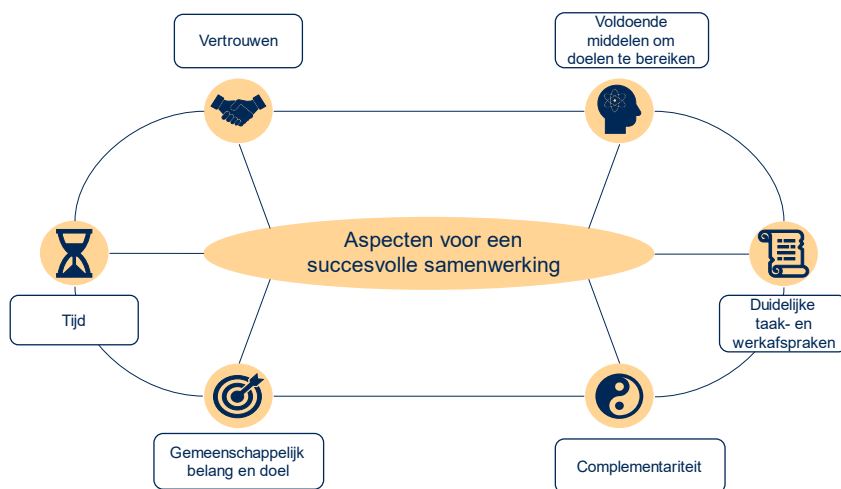 Vertrouwen
Voldoende
middelen om
doelen te bereiken
Aspecten voor een
succesvolle samenwerking
Tijd
Duidelijke
taak- en
werkafspraken
Gemeenschappelijk
belang en doel
Complementariteit